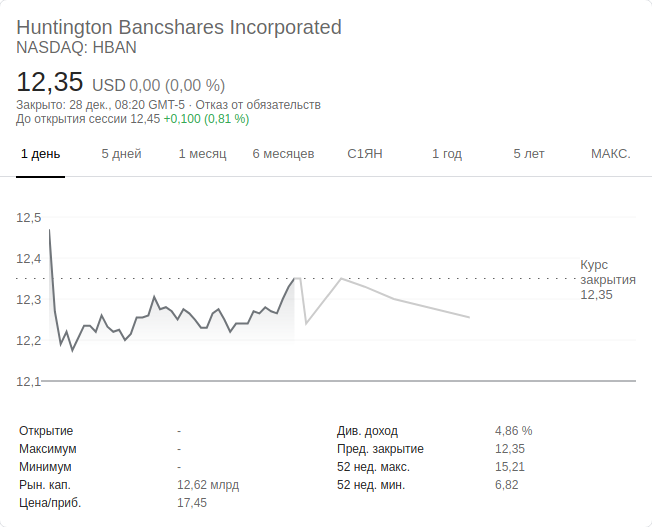 Huntington Bancshares Incorporated
NASDAQ: HBAN
12,35 USD 0,00 (0,00 %)
Закрыто: 28 дек., 08:20 GMT-5 · Отказ от обязательств
До открытия сессии 12,45 +0,100 (0,81 %)
1 день 5 дней 1 месяц 6 месяцев С1ЯН 1 год 5 лет МАКС.
12,5
12,4
Курс
закрытия
12,35
12,3
12,2
12,1
Открытие - Див. доход 4,86 %
Максимум - Пред. закрытие 12,35
Минимум - 52 нед. макс. 15,21
Рын. кап. 12,62 млрд 52 нед. мин. 6,82
Цена/приб. 17,45